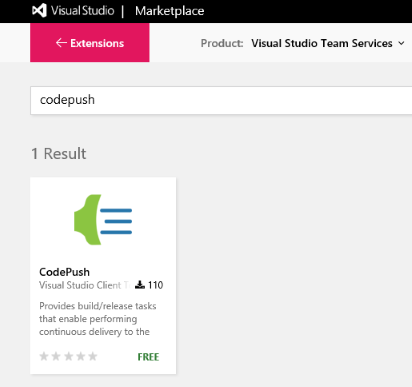 Visual Studio | Marketplace
← Extensions
Product: Visual Studio Team Services
codepush
1 Result
CodePush
Visual Studio Client 110
Provides build/release tasks
that enable performing
continuous delivery to the
FREE